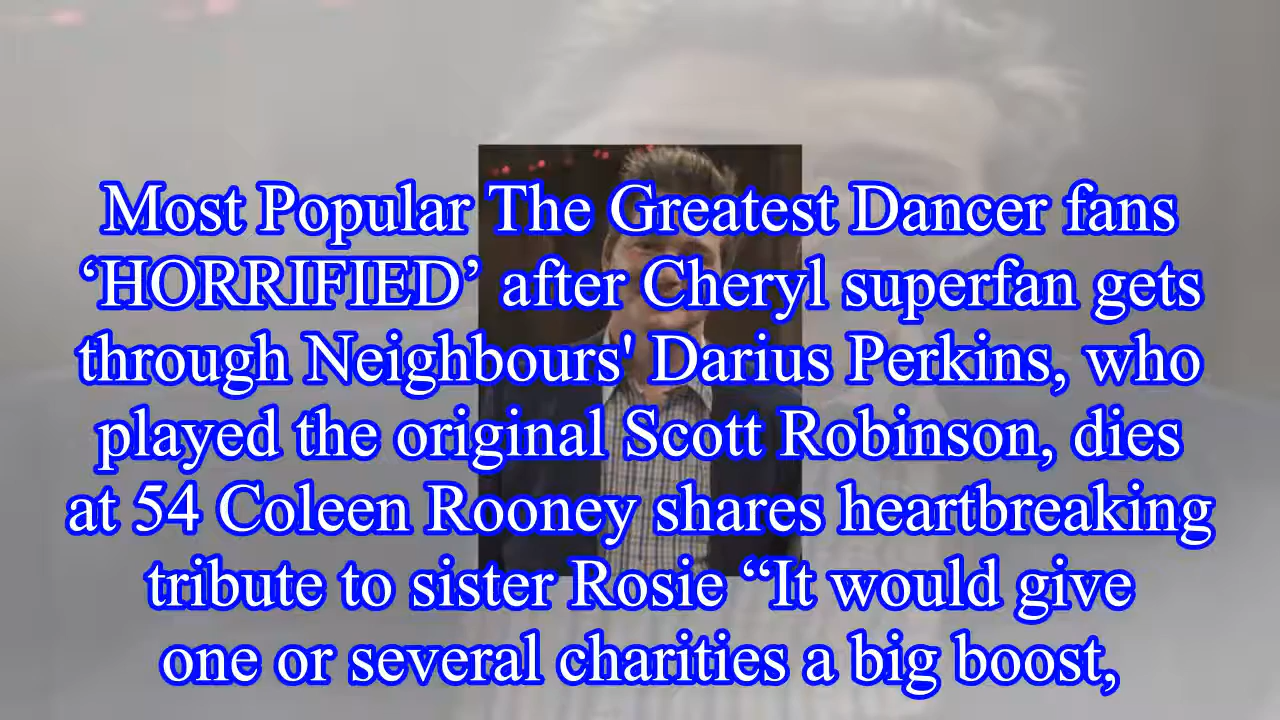 Most Popular The Greatest Dancer fans
‘HORRIFIED’ after Cheryl superfan gets
through Neighbours' Darius Perkins, who
played the original Scott Robinson, dies
at 54 Coleen Rooney shares heartbreaking
tribute to sister Rosie “It would give
one or several charities a big boost,